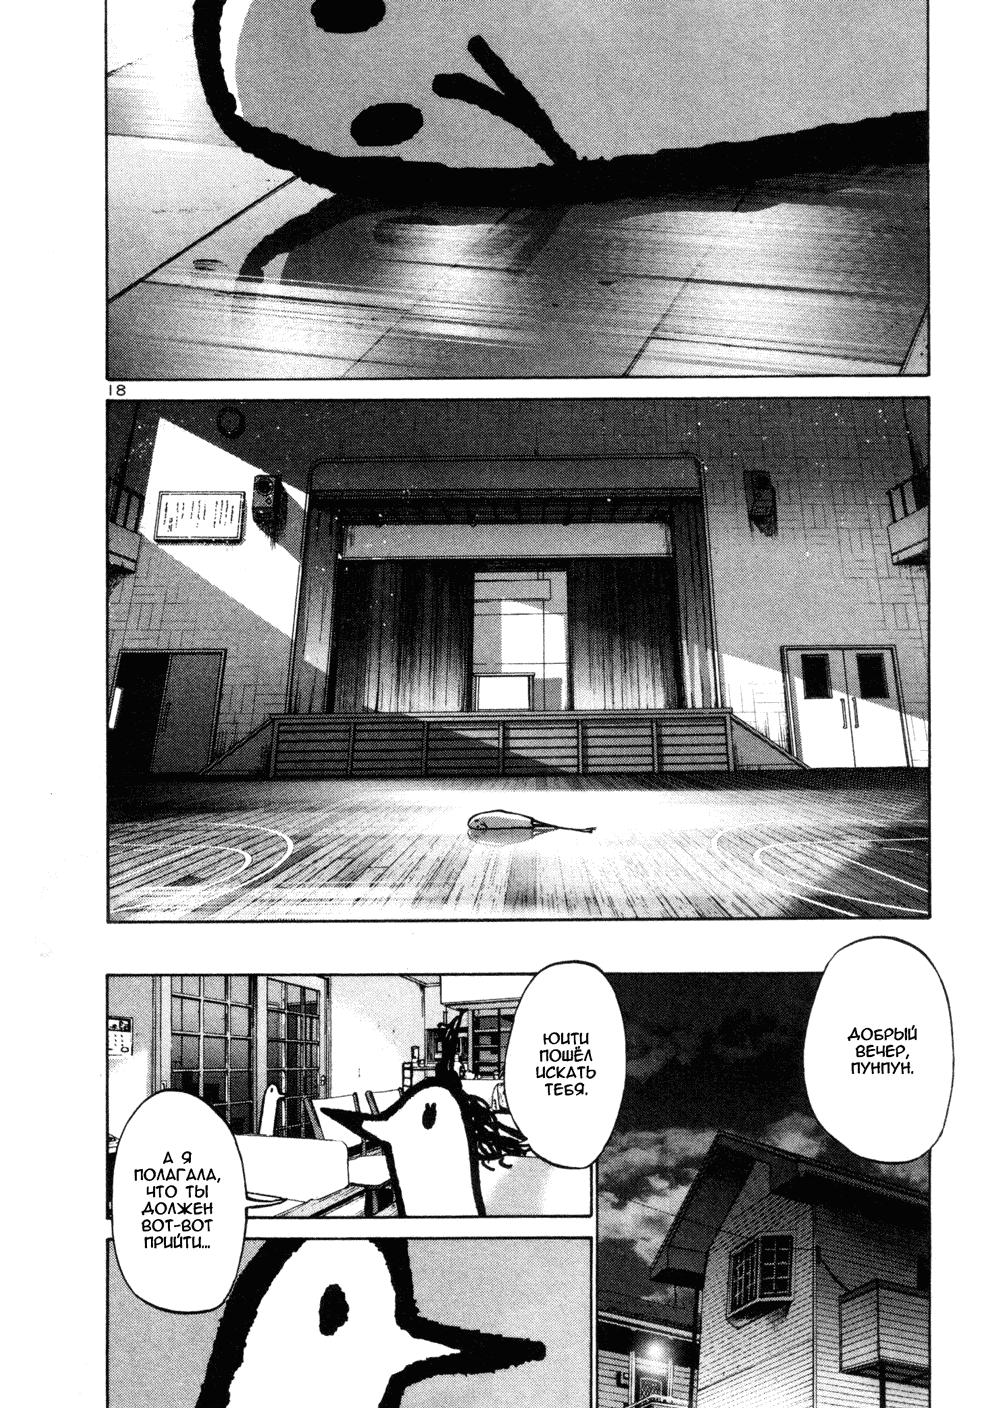 18
ДОБРЫЙ
ВЕЧЕР,
ПУНПУН.
ЮИТИ
ПОШЁЛ
ИСКАТЬ
ТЕБЯ.
А Я
ПОЛАГАЛА,
ЧТО ТЫ
ДОЛЖЕН
ВОТ-ВОТ
ПРИЙТИ...